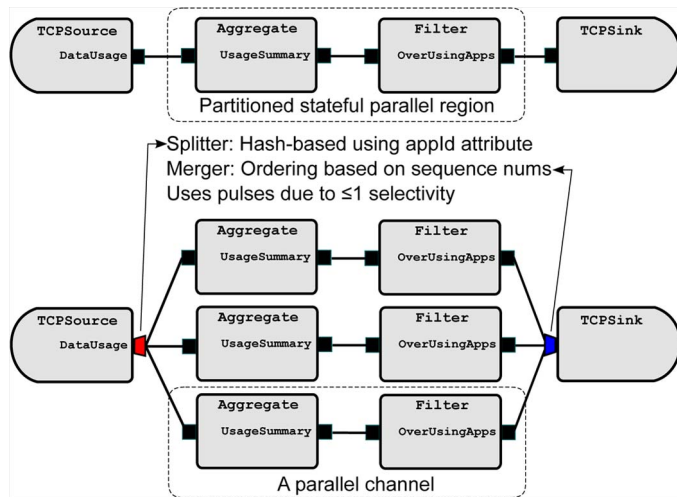 TCPSource
DataUsage
Aggregate
UsageSummary
Filter
OverUsingApps
TCPSink
Partitioned stateful parallel region
Splitter: Hash-based using appId attribute
Merger: Ordering based on sequence nums
Uses pulses due to ≤1 selectivity
Aggregate
UsageSummary
Filter
OverUsingApps
TCPSource
DataUsage
Aggregate
UsageSummary
Filter
OverUsingApps
TCPSink
Aggregate
UsageSummary
Filter
OverUsingApps
A parallel channel